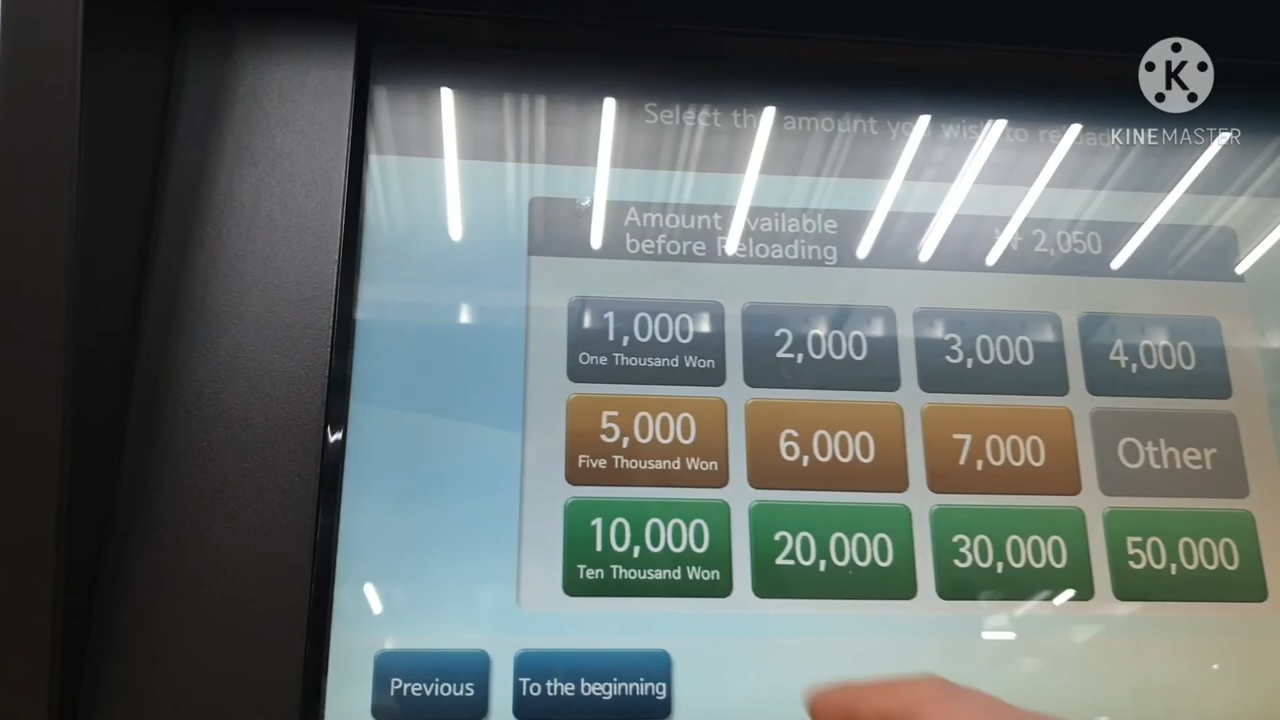 K
KINEMASTER
Select the amount you wish to reload
Amount Available
before Reloading
₩ 2,050
1,000
One Thousand Won
2,000
3,000
4,000
5,000
Five Thousand Won
6,000
7,000
Other
10,000
Ten Thousand Won
20,000
30,000
50,000
Previous
To the beginning